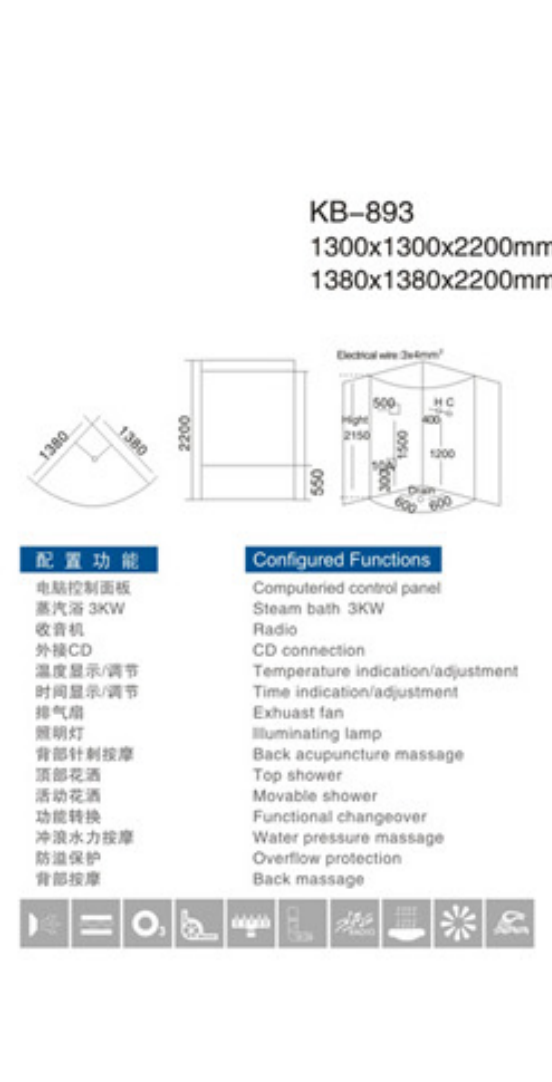 KB-893
1300x1300x2200mm
1380x1380x2200mm
Electrical wire:3x4mm²
1380
1380
2200
550
500
H C
400
Hight
2150
1500
1200
300
Drain
600
600
配置功能
Configured Functions
电脑控制面板
Computeried control panel
蒸汽浴 3KW
Steam bath 3KW
收音机
Radio
外接CD
CD connection
温度显示/调节
Temperature indication/adjustment
时间显示/调节
Time indication/adjustment
排气扇
Exhuast fan
照明灯
Illuminating lamp
背部针刺按摩
Back acupuncture massage
顶部花洒
Top shower
活动花洒
Movable shower
功能转换
Functional changeover
冲浪水力按摩
Water pressure massage
防溢保护
Overflow protection
背部按摩
Back massage
O3
RADIO